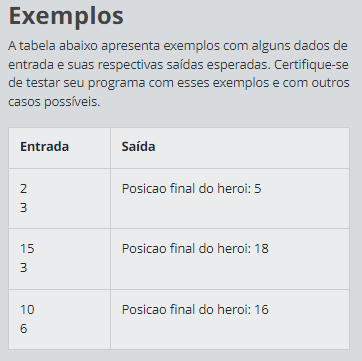 Exemplos
A tabela abaixo apresenta exemplos com alguns dados de
entrada e suas respectivas saídas esperadas. Certifique-se
de testar seu programa com esses exemplos e com outros
casos possíveis.
Entrada Saída
2 Posicao final do heroi: 5
3
15 Posicao final do heroi: 18
3
10 Posicao final do heroi: 16
6